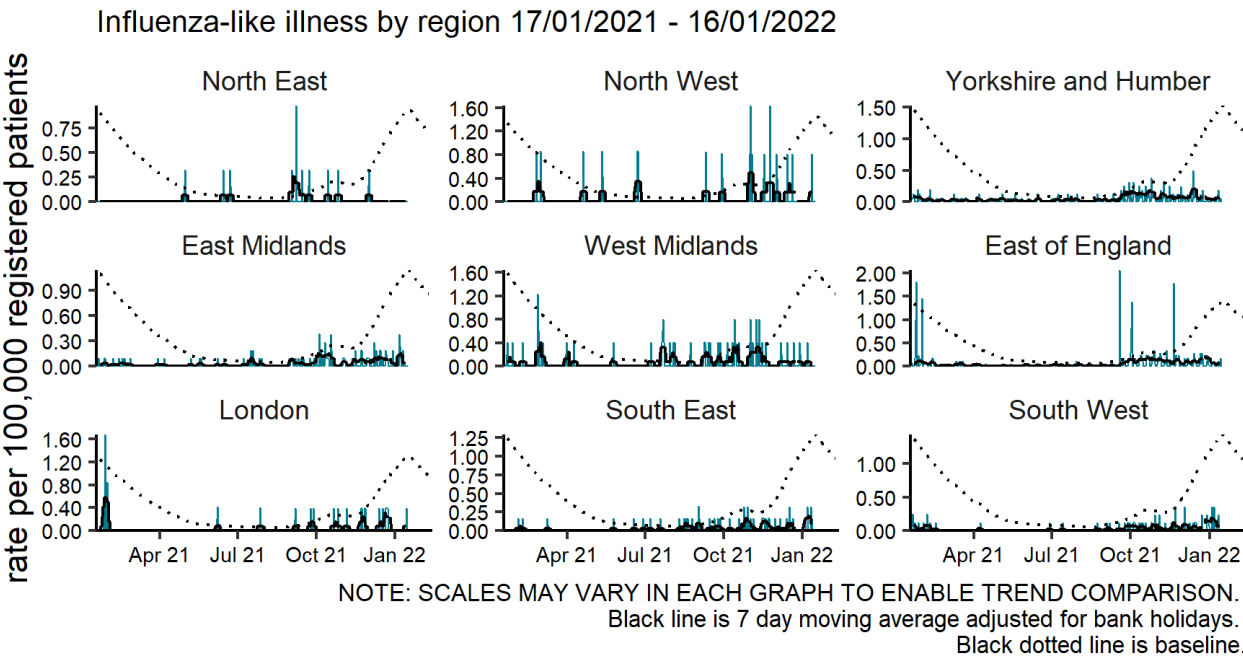 Influenza-like illness by region 17/01/2021 - 16/01/2022
rate per 100,000 registered patients
North East
0.75
0.50
0.25
0.00
North West
1.60
1.20
0.80
0.40
0.00
Yorkshire and Humber
1.50
1.00
0.50
0.00
East Midlands
0.90
0.60
0.30
0.00
West Midlands
1.60
1.20
0.80
0.40
0.00
East of England
2.00
1.50
1.00
0.50
0.00
London
1.60
1.20
0.80
0.40
0.00
Apr 21 Jul 21 Oct 21 Jan 22
South East
1.25
1.00
0.75
0.50
0.25
0.00
Apr 21 Jul 21 Oct 21 Jan 22
South West
1.00
0.50
0.00
Apr 21 Jul 21 Oct 21 Jan 22
NOTE: SCALES MAY VARY IN EACH GRAPH TO ENABLE TREND COMPARISON.
Black line is 7 day moving average adjusted for bank holidays.
Black dotted line is baseline.